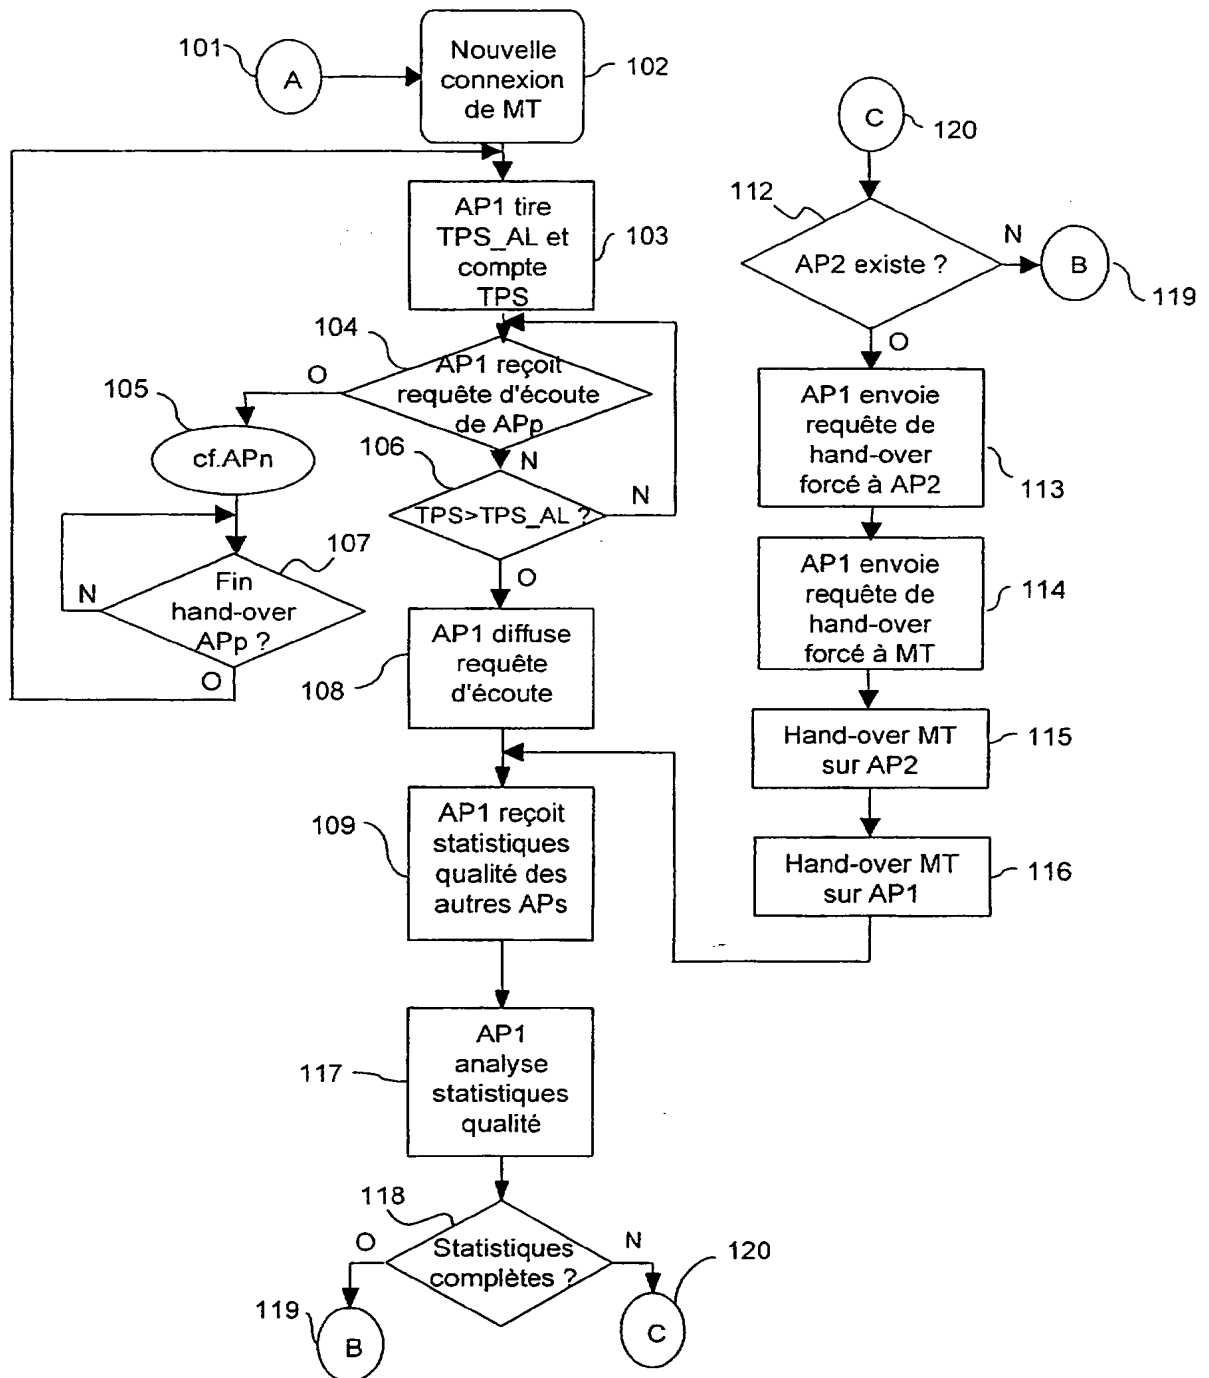 101
A
Nouvelle
connexion
de MT
102
C
120
AP1 tire
TPS_AL et
compte
TPS
103
112
AP2 existe ?
N
B
119
O
104
AP1 reçoit
requête d'écoute
de APp
O
N
105
cf.APn
106
TPS>TPS_AL ?
N
O
107
Fin
hand-over
APp ?
N
O
AP1 envoie
requête de
hand-over
forcé à AP2
113
AP1 envoie
requête de
hand-over
forcé à MT
114
108
AP1 diffuse
requête
d'écoute
Hand-over MT
sur AP2
115
109
AP1 reçoit
statistiques
qualité des
autres APs
Hand-over MT
sur AP1
116
117
AP1
analyse
statistiques
qualité
118
Statistiques
complètes ?
O
N
119
B
120
C